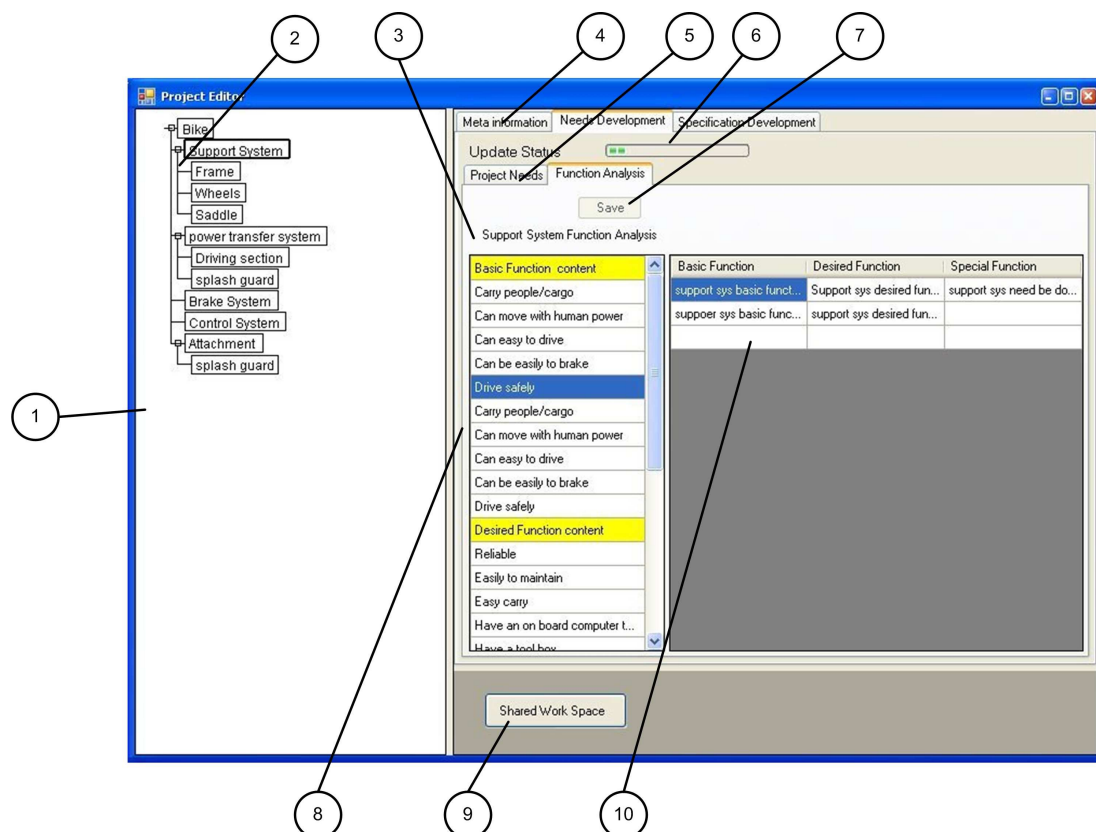 2
3
4
5
6
7
Project Editor
Bike
Support System
Frame
Wheels
Saddle
power transfer system
Driving section
splash guard
Brake System
Control System
Attachment
splash guard
Meta information
Needs Development
Specification Development
Update Status
Project Needs
Function Analysis
Save
Support System Function Analysis
Basic Function content
Carry people/cargo
Can move with human power
Can easy to drive
Can be easily to brake
Drive safely
Carry people/cargo
Can move with human power
Can easy to drive
Can be easily to brake
Drive safely
Desired Function content
Reliable
Easily to maintain
Easy carry
Have an on board computer t...
Have a tool box
Basic Function
Desired Function
Special Function
support sys basic funct...
Support sys desired fun...
support sys need be do...
suppoer sys basic func...
support sys desired fun...
Shared Work Space
1
8
9
10